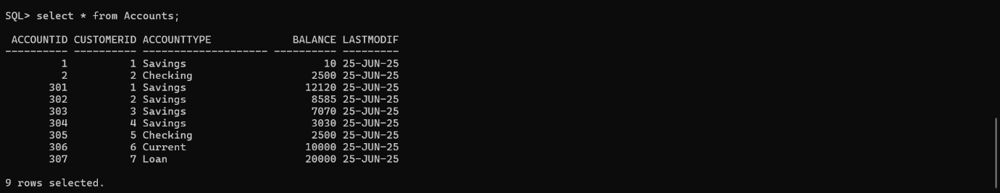 SQL> select * from Accounts;
 ACCOUNTID CUSTOMERID ACCOUNTTYPE             BALANCE LASTMODIF
---------- ---------- -------------------- ---------- ---------
         1          1 Savings                      10 25-JUN-25
         2          2 Checking                   2500 25-JUN-25
       301          1 Savings                   12120 25-JUN-25
       302          2 Savings                    8585 25-JUN-25
       303          3 Savings                    7070 25-JUN-25
       304          4 Savings                    3030 25-JUN-25
       305          5 Checking                   2500 25-JUN-25
       306          6 Current                   10000 25-JUN-25
       307          7 Loan                      20000 25-JUN-25
9 rows selected.